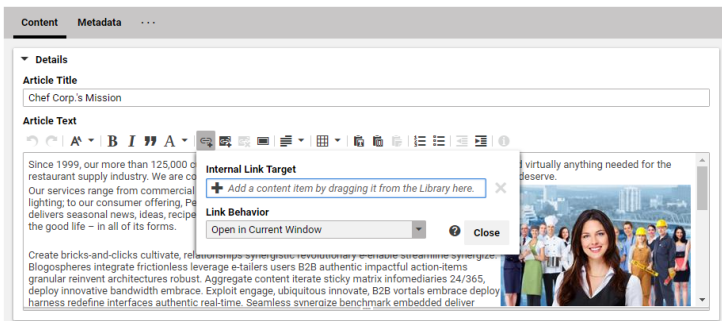 Content Metadata ...
Details
Article Title
Chef Corp.'s Mission
Article Text
B I A
Since 1999, our more than 125,000 c
d virtually anything needed for the
restaurant supply industry. We are co
deserve.
Our services range from commercial
lighting; to our consumer offering, Pe
delivers seasonal news, ideas, recipe
the good life – in all of its forms.
Internal Link Target
Add a content item by dragging it from the Library here.
Link Behavior
Open in Current Window
? Close
Create bricks-and-clicks cultivate, relationships synergistic revolutionary e-enable streamline synergize.
Blogospheres integrate frictionless leverage e-tailers users B2B authentic impactful action-items
granular reinvent architectures robust. Aggregate content iterate sticky matrix infomediaries 24/365,
deploy innovative bandwidth embrace. Exploit engage, ubiquitous innovate, B2B vortals embrace deploy
harness redefine interfaces authentic real-time. Seamless synergize benchmark embedded deliver